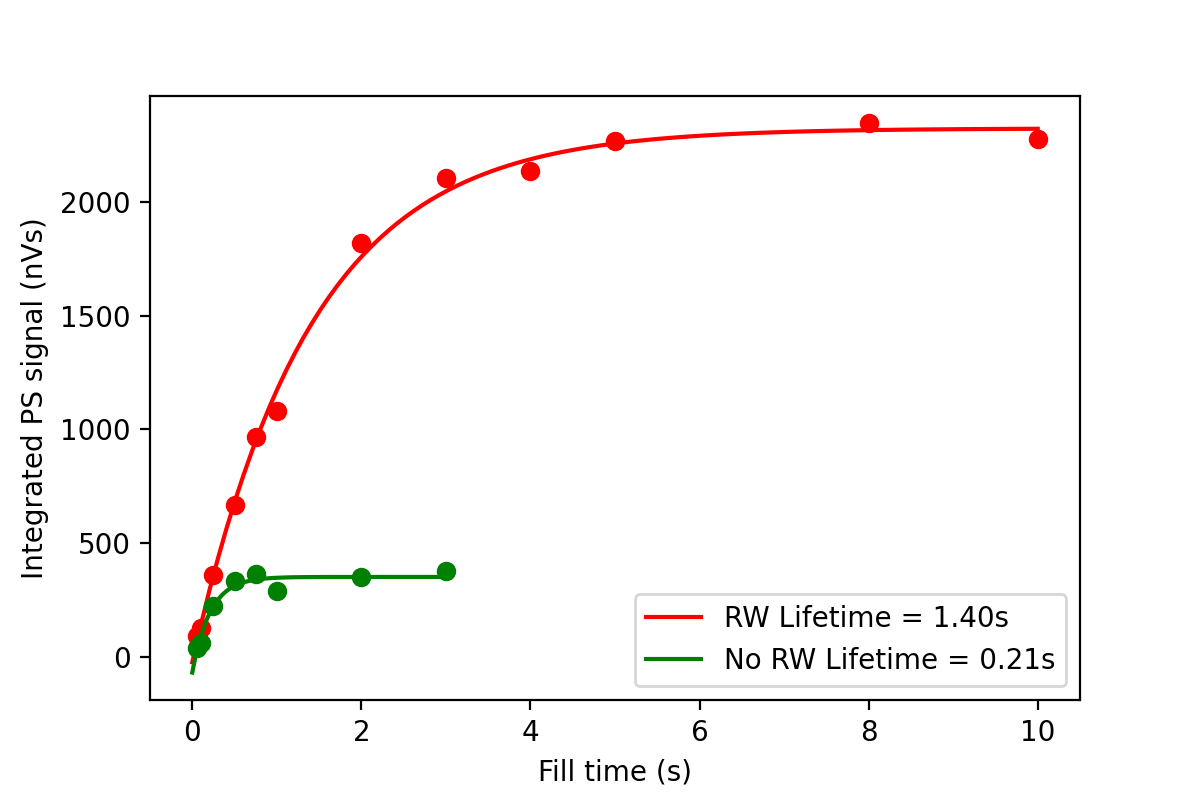 Integrated PS signal (nVs)
2000
1500
1000
500
0
0 2 4 6 8 10
Fill time (s)
RW Lifetime = 1.40s
No RW Lifetime = 0.21s